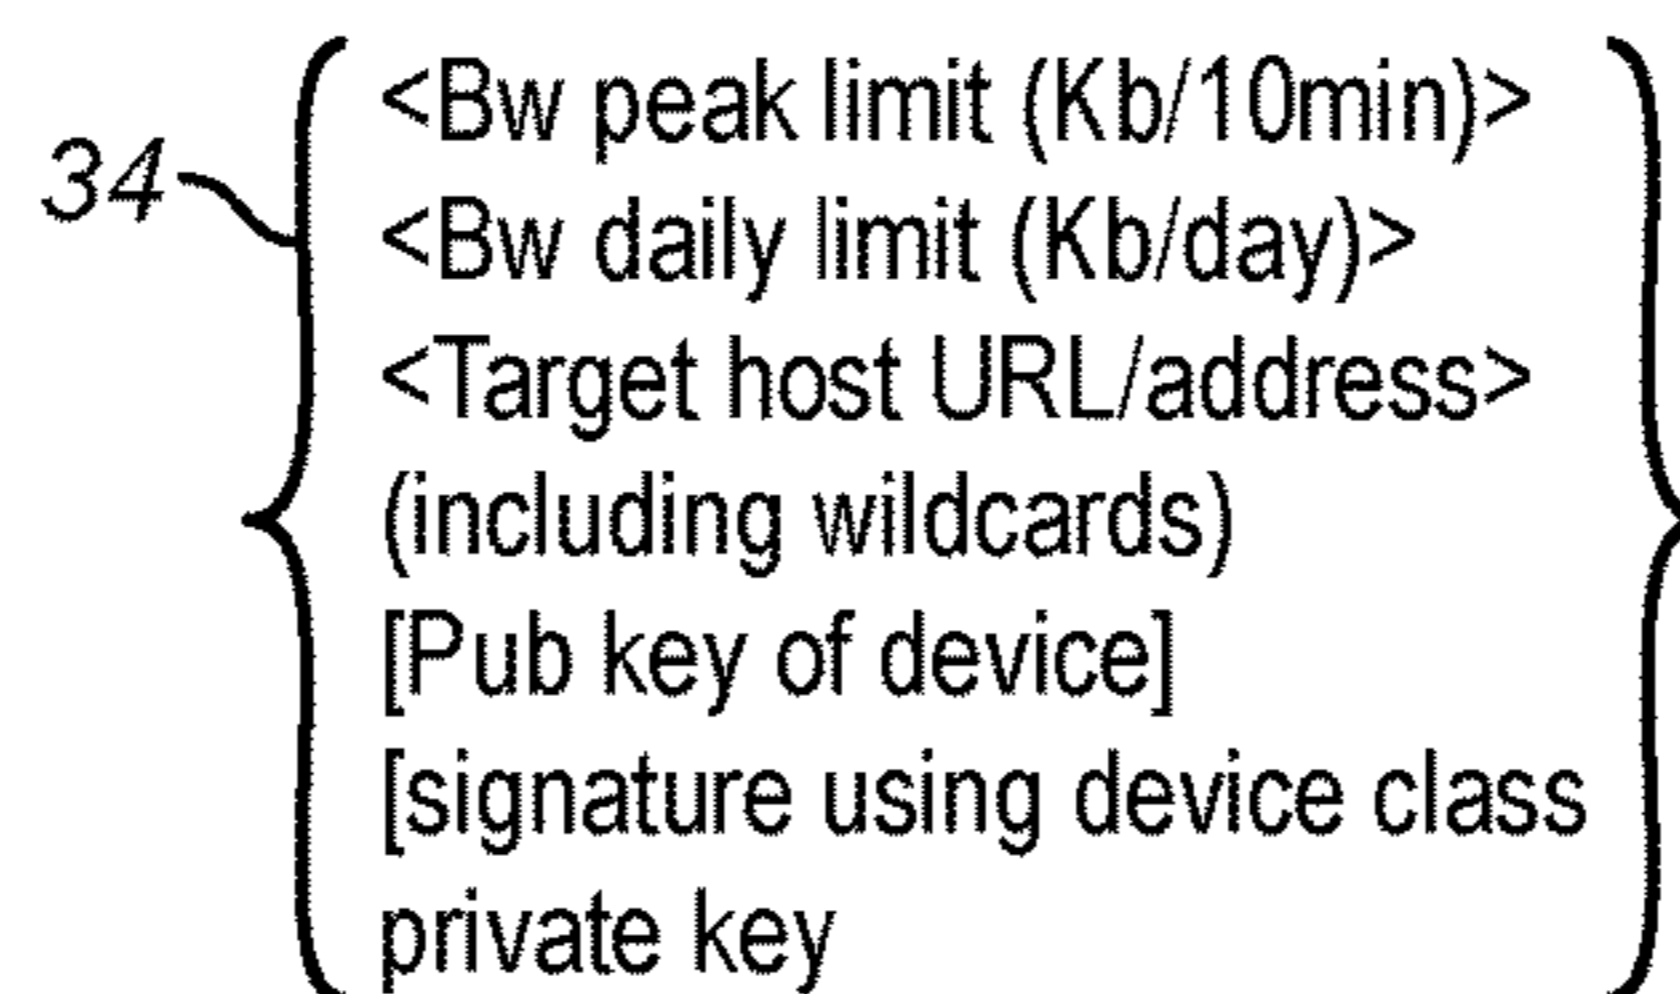 <Bw peak limit (Kb/10min)>
34
<Bw daily limit (Kb/day)>
<Target host URL/address>
(including wildcards)
[Pub key of device]
[signature using device class
private key